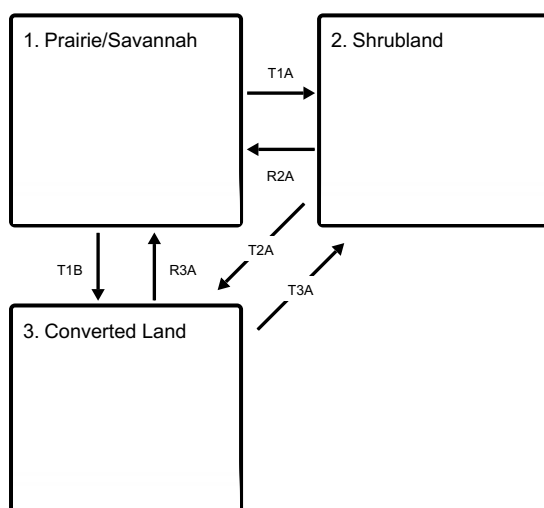 1. Prairie/Savannah
2. Shrubland
T1A
R2A
T2A
T1B
R3A
T3A
3. Converted Land